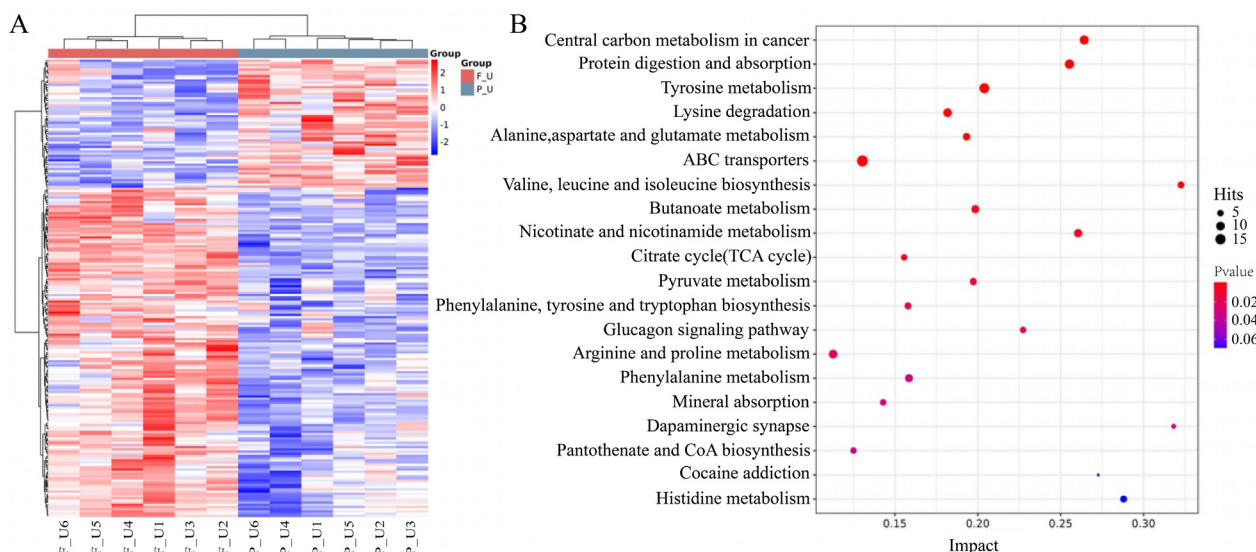 A
Group
2
1
0
-1
-2
Group
F_U
P_U
F_U6
F_U5
F_U4
F_U1
F_U3
F_U2
P_U6
P_U4
P_U1
P_U5
P_U2
P_U3
B
Central carbon metabolism in cancer
Protein digestion and absorption
Tyrosine metabolism
Lysine degradation
Alanine,aspartate and glutamate metabolism
ABC transporters
Valine, leucine and isoleucine biosynthesis
Butanoate metabolism
Nicotinate and nicotinamide metabolism
Citrate cycle(TCA cycle)
Pyruvate metabolism
Phenylalanine, tyrosine and tryptophan biosynthesis
Glucagon signaling pathway
Arginine and proline metabolism
Phenylalanine metabolism
Mineral absorption
Dapaminergic synapse
Pantothenate and CoA biosynthesis
Cocaine addiction
Histidine metabolism
0.15 0.20 0.25 0.30
Impact
Hits
5
10
15
Pvalue
0.02
0.04
0.06